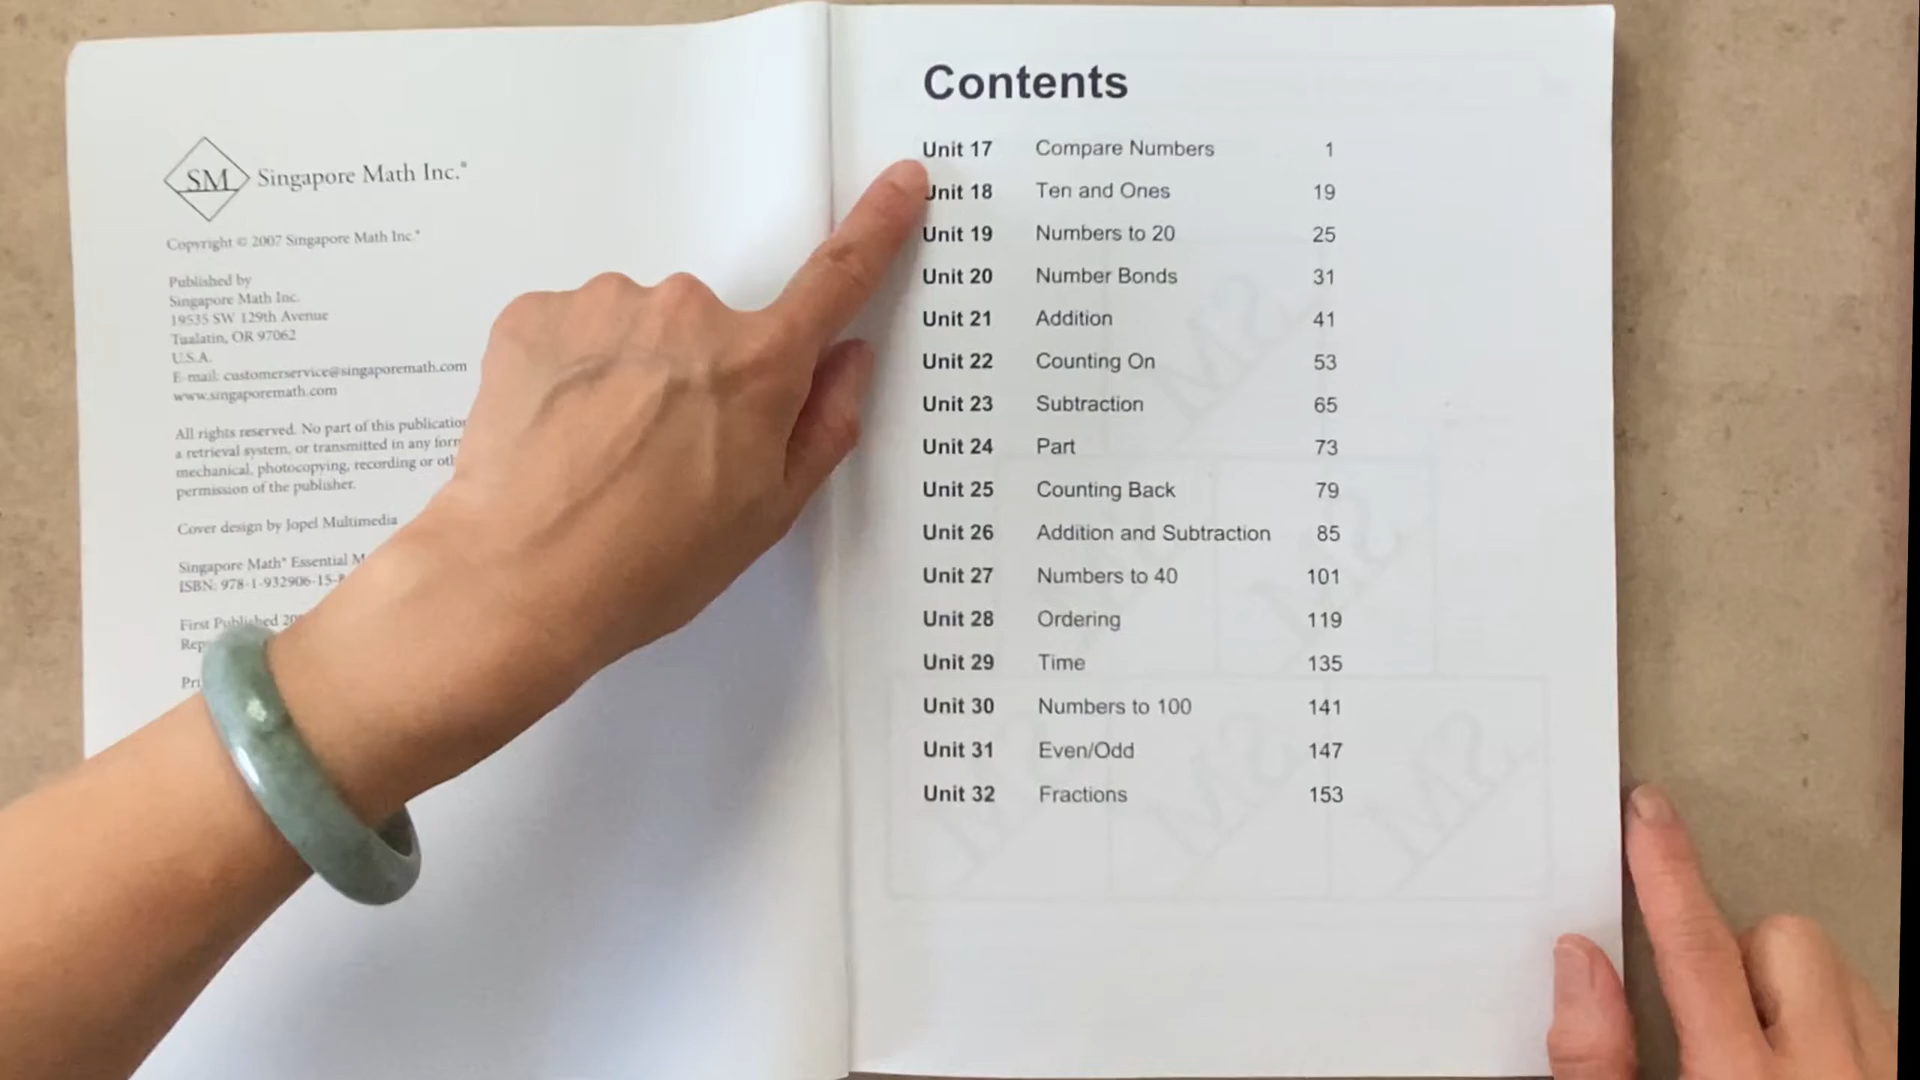 SM Singapore Math Inc.®
Copyright © 2007 Singapore Math Inc.®
Published by
Singapore Math Inc.
19535 SW 129th Avenue
Tualatin, OR 97062
U.S.A.
E-mail: customerservice@singaporemath.com
www.singaporemath.com
All rights reserved. No part of this publication
a retrieval system, or transmitted in any form
mechanical, photocopying, recording or
permission of the publisher.
Cover design by Jopel Multimedia
Singapore Math® Essential
ISBN: 978-1-932906-15-
First Published
Contents
Unit 17 Compare Numbers 1
Unit 18 Ten and Ones 19
Unit 19 Numbers to 20 25
Unit 20 Number Bonds 31
Unit 21 Addition 41
Unit 22 Counting On 53
Unit 23 Subtraction 65
Unit 24 Part 73
Unit 25 Counting Back 79
Unit 26 Addition and Subtraction 85
Unit 27 Numbers to 40 101
Unit 28 Ordering 119
Unit 29 Time 135
Unit 30 Numbers to 100 141
Unit 31 Even/Odd 147
Unit 32 Fractions 153